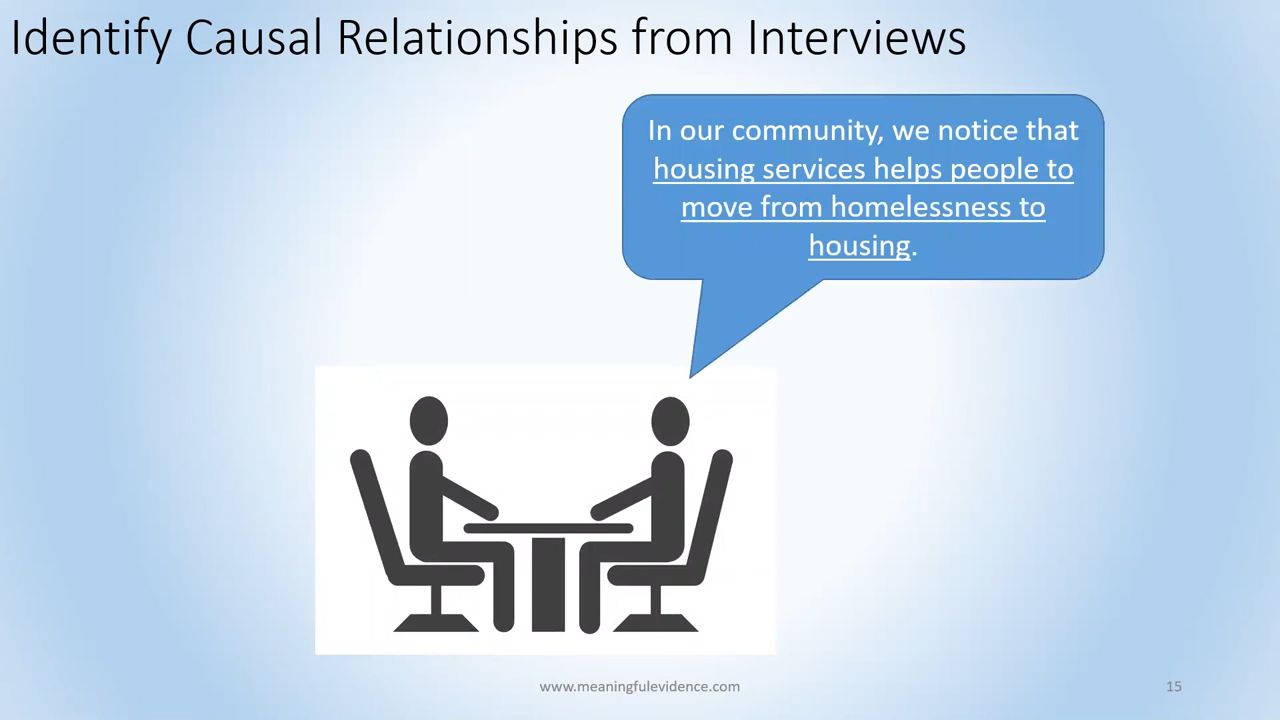 Identify Causal Relationships from Interviews
In our community, we notice that
housing services helps people to
move from homelessness to
housing.
www.meaningfulevidence.com
15